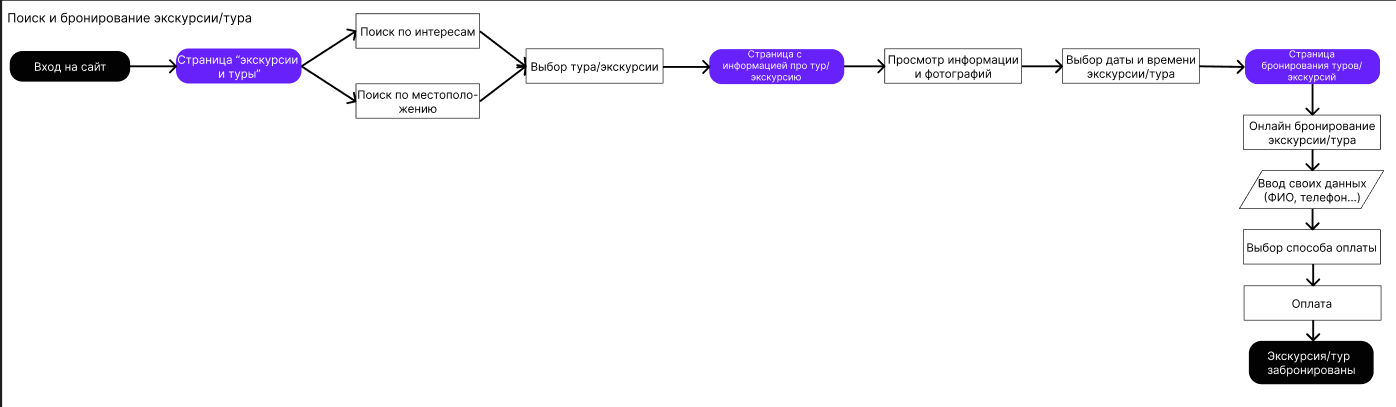 Поиск и бронирование экскурсии/тура
Вход на сайт
Страница “экскурсии
и туры”
Поиск по интересам
Поиск по местополо-
жению
Выбор тура/экскурсии
Страница с
информацией про тур/
экскурсию
Просмотр информации
и фотографий
Выбор даты и времени
экскурсии/тура
Страница
бронирования туров/
экскурсий
Онлайн бронирование
экскурсии/тура
Ввод своих данных
(ФИО, телефон...)
Выбор способа оплаты
Оплата
Экскурсия/тур
забронированы